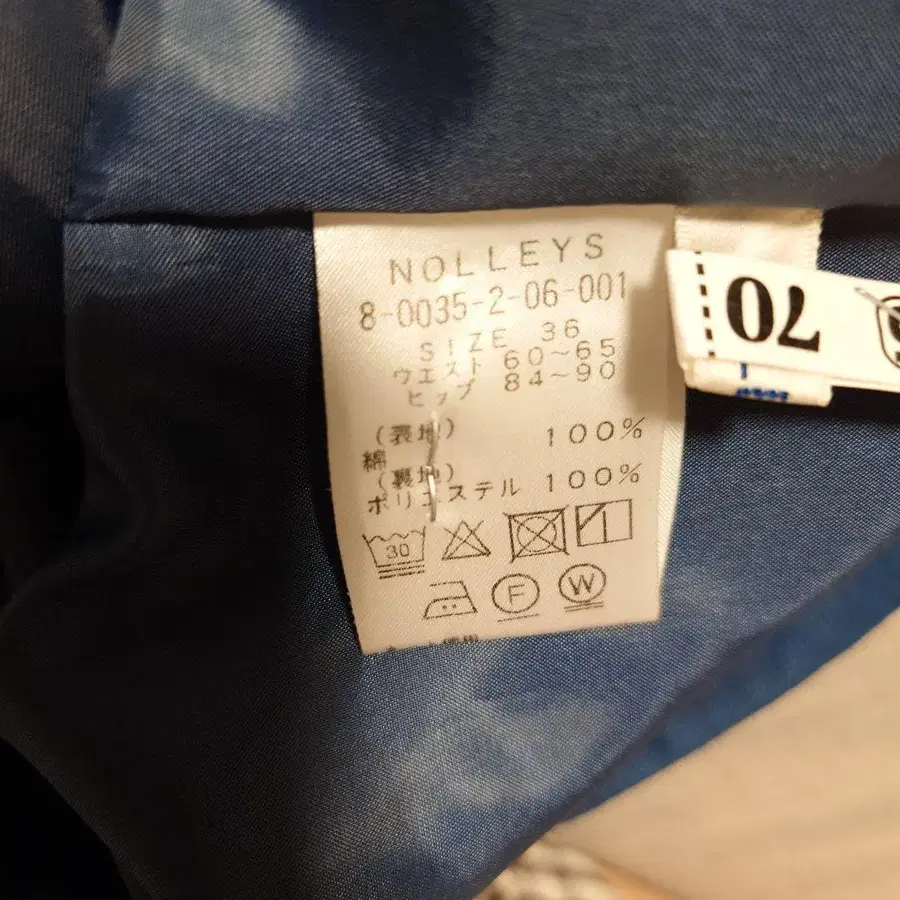 NOLLEYS
8-0035-2-06-001
SIZE 36
ウエスト 60~65
ヒップ 84~90
(表地)
綿 100%
(裏地)
ポリエステル 100%
30
F W
70